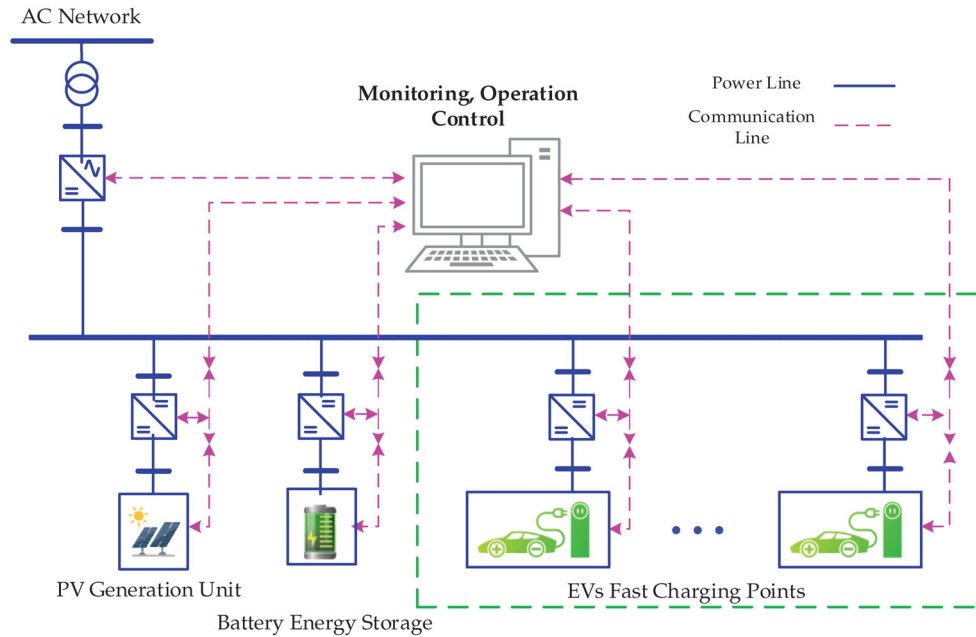 AC Network
Monitoring, Operation
Control
Power Line
Communication
Line
PV Generation Unit
Battery Energy Storage
EVs Fast Charging Points